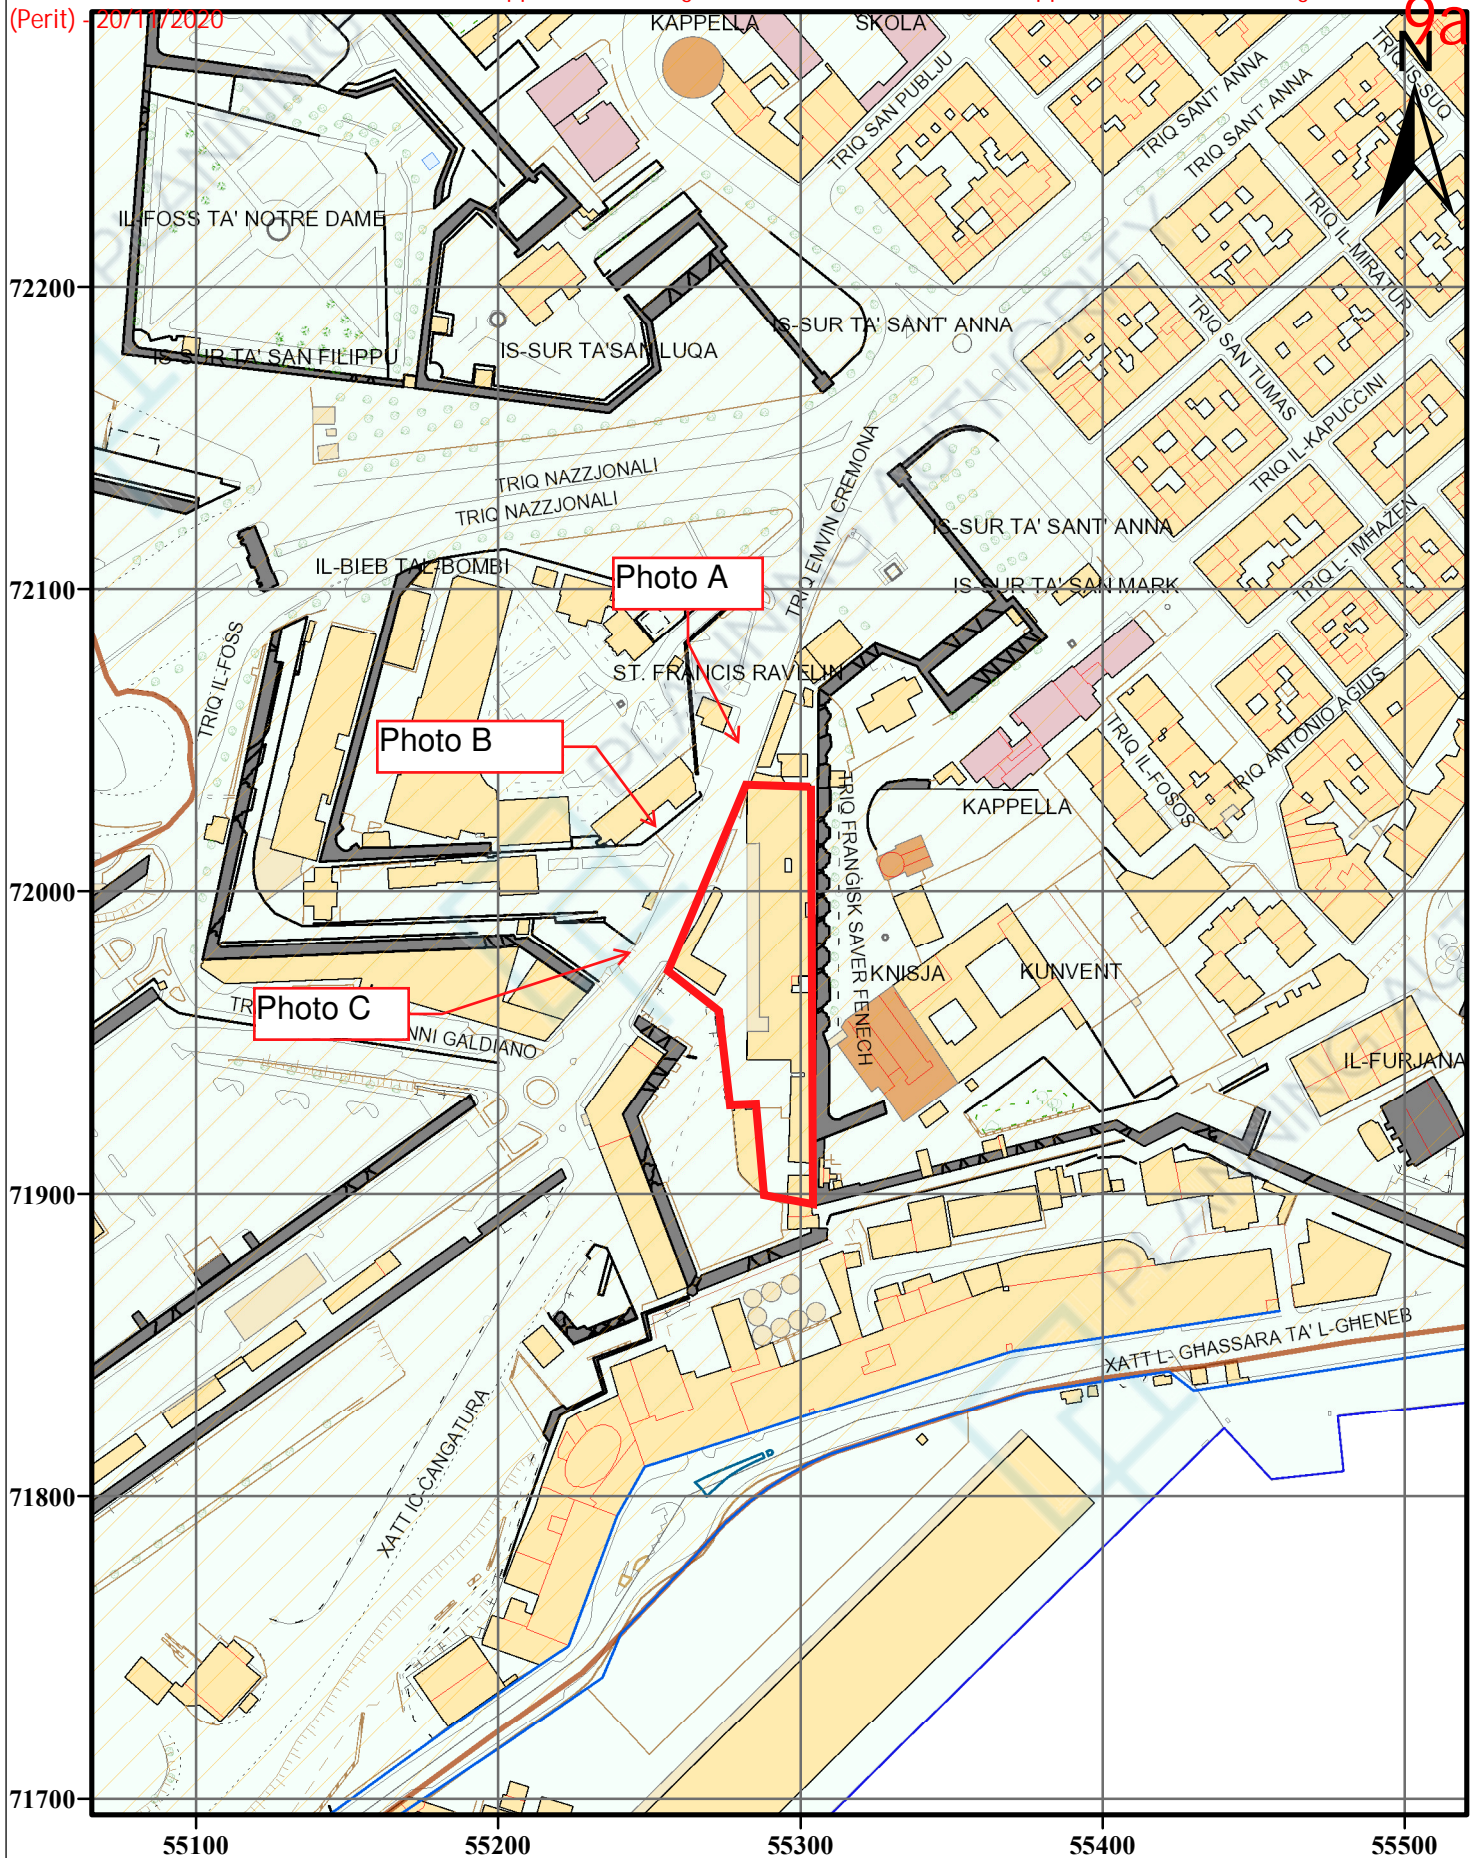 (Perit) - 20/11/2020
9a
N
KAPPELLA
SKOLA
TRIQ IS-SUQ
TRIQ SAN PUBLJU
TRIQ SANT' ANNA
TRIQ SANT' ANNA
IL-FOSS TA' NOTRE DAME
TRIQ IL-MIRATUR
72200
IS-SUR TA' SANT' ANNA
IS-SUR TA' SAN FILIPPU
IS-SUR TA'SAN LUQA
TRIQ SAN TUMAS
TRIQ IL-KAPUĊĊINI
TRIQ NAZZJONALI
TRIQ NAZZJONALI
TRIQ EMVIN CREMONA
IS-SUR TA' SANT' ANNA
TRIQ L-IMHAŻEN
IL-BIEB TAL-BOMBI
Photo A
72100
IS-SUR TA' SAN MARK
TRIQ IL-FOSS
ST. FRANCIS RAVELIN
TRIQ ANTONIO AGIUS
Photo B
TRIQ IL-FOSOS
KAPPELLA
TRIQ FRANĠISK SAVER FENECH
72000
KNISJA
KUNVENT
Photo C
NNI GALDIANO
IL-FURJANA
71900
XATT L- GHASSARA TA' L-GHENEB
XATT IĊ-ĊANGATURA
71800
71700
55100
55200
55300
55400
55500
PLANNING AUTHORITY